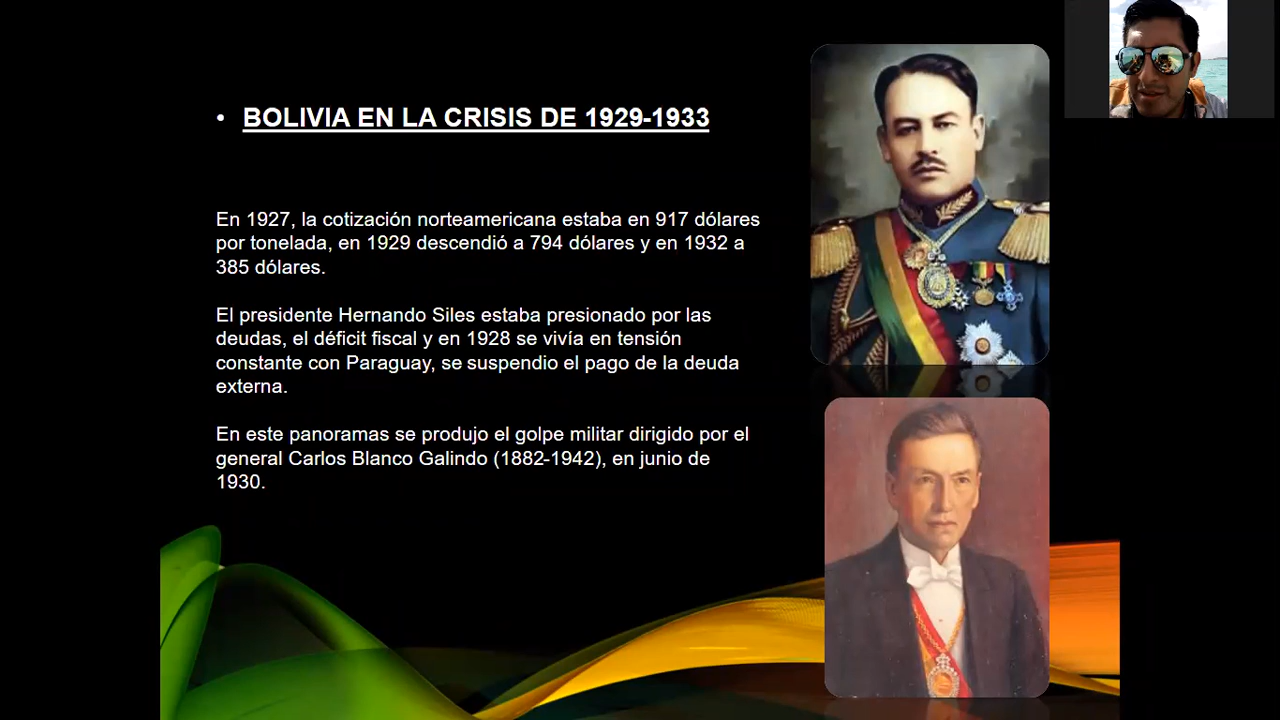 • BOLIVIA EN LA CRISIS DE 1929-1933
En 1927, la cotización norteamericana estaba en 917 dólares
por tonelada, en 1929 descendió a 794 dólares y en 1932 a
385 dólares.
El presidente Hernando Siles estaba presionado por las
deudas, el déficit fiscal y en 1928 se vivía en tensión
constante con Paraguay, se suspendio el pago de la deuda
externa.
En este panoramas se produjo el golpe militar dirigido por el
general Carlos Blanco Galindo (1882-1942), en junio de
1930.